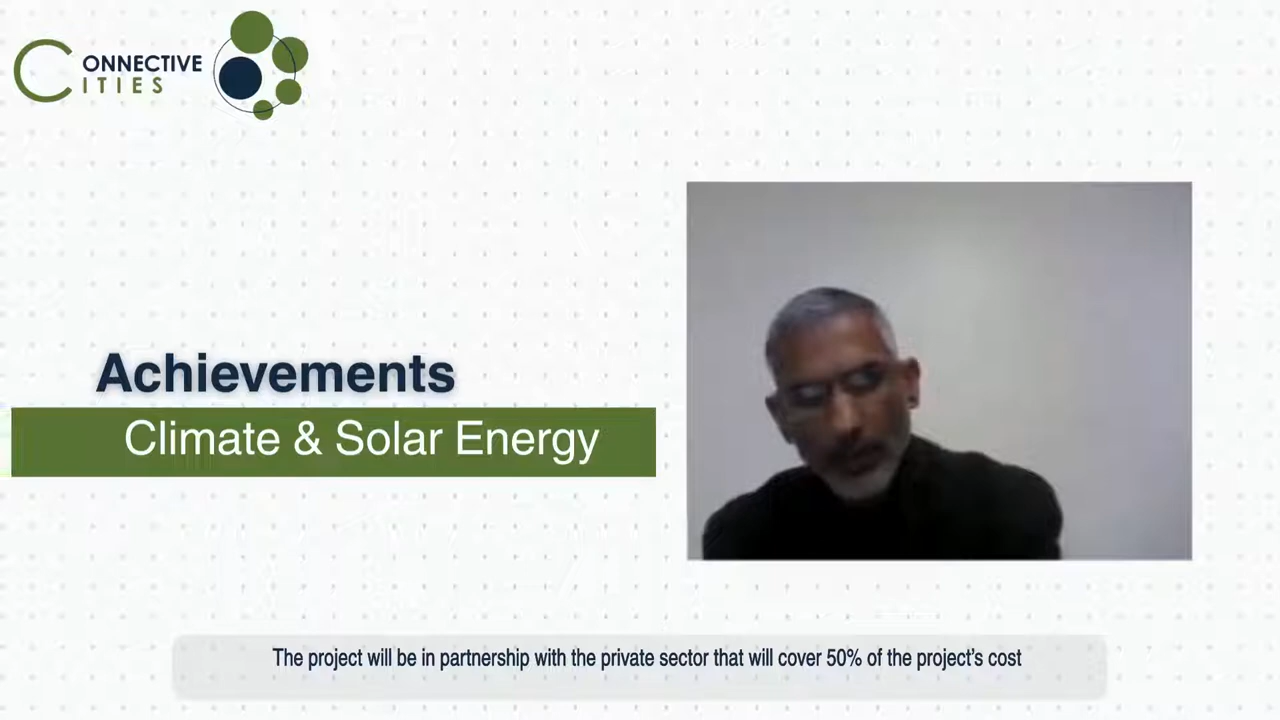 CONNECTIVE
CITIES
Achievements
Climate & Solar Energy
The project will be in partnership with the private sector that will cover 50% of the project's cost